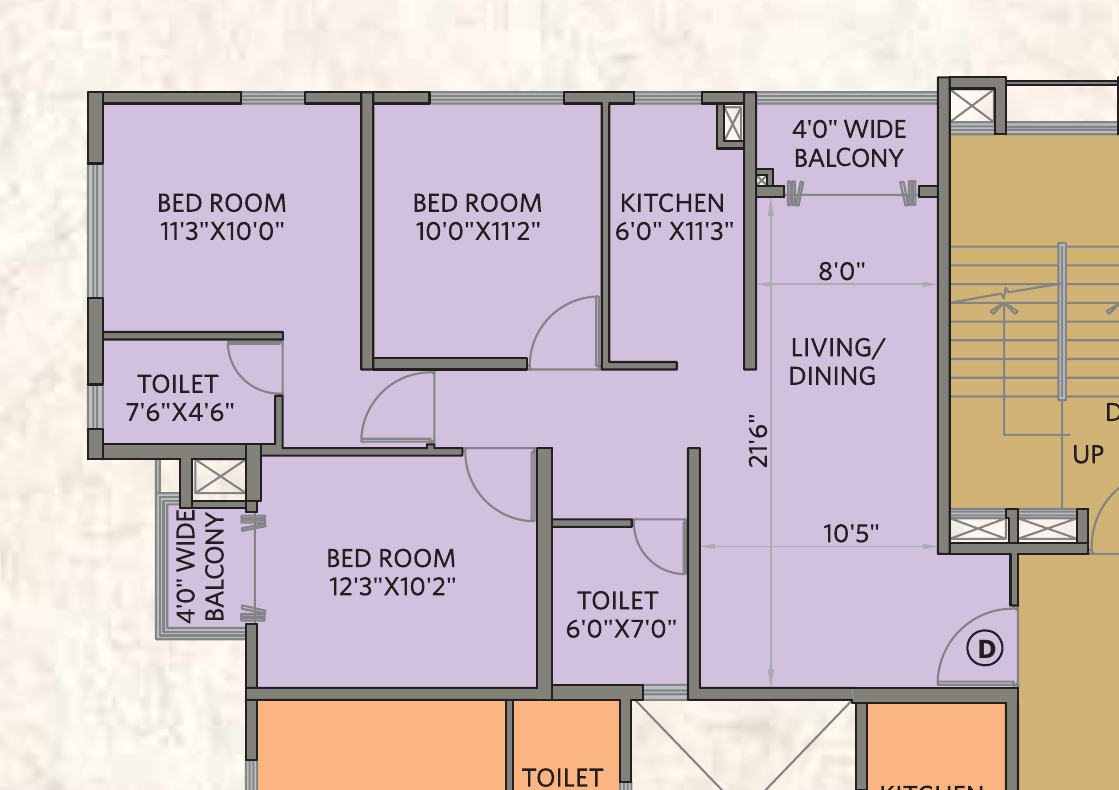 4'0" WIDE
BALCONY
BED ROOM
11'3"X10'0"
BED ROOM
10'0"X11'2"
KITCHEN
6'0" X11'3"
8'0"
LIVING/
DINING
TOILET
7'6"X4'6"
21'6"
D
UP
4'0" WIDE
BALCONY
BED ROOM
12'3"X10'2"
10'5"
TOILET
6'0"X7'0"
D
TOILET
KITCHEN